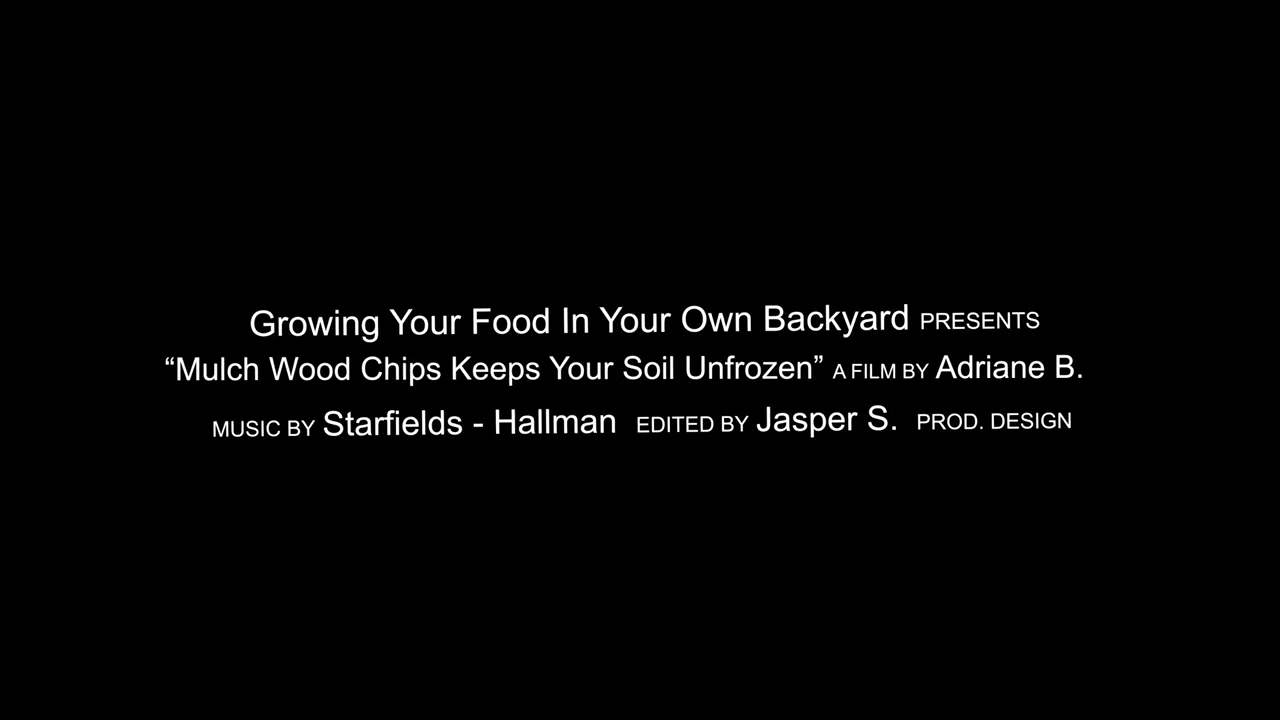 Growing Your Food In Your Own Backyard PRESENTS
“Mulch Wood Chips Keeps Your Soil Unfrozen” A FILM BY Adriane B.
MUSIC BY Starfields - Hallman EDITED BY Jasper S. PROD. DESIGN